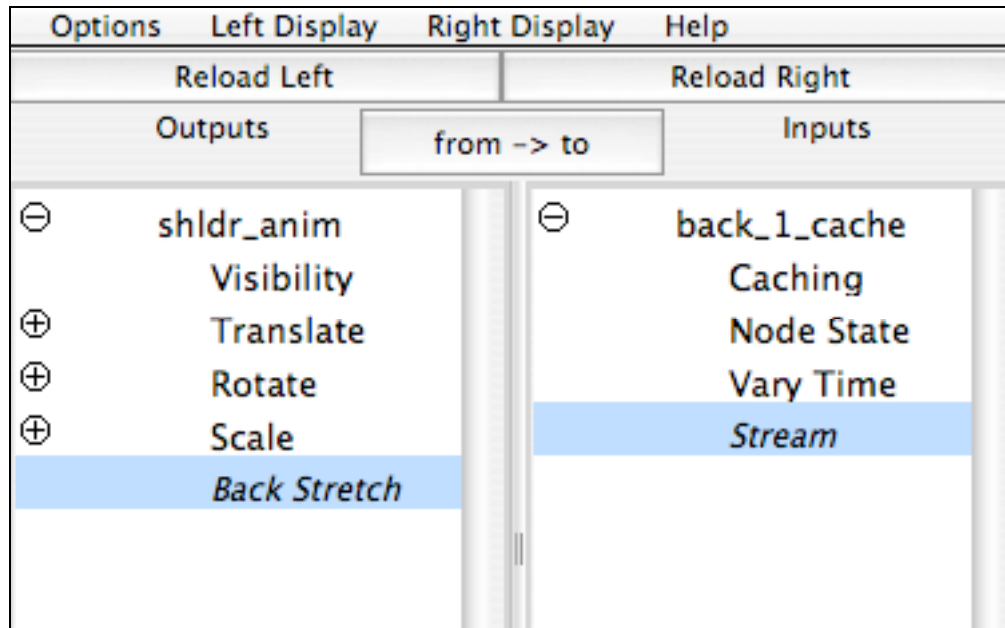 Options Left Display Right Display Help
Reload Left Reload Right
Outputs from -> to Inputs
shldr_anim back_1_cache
Visibility Caching
Translate Node State
Rotate Vary Time
Scale Stream
Back Stretch